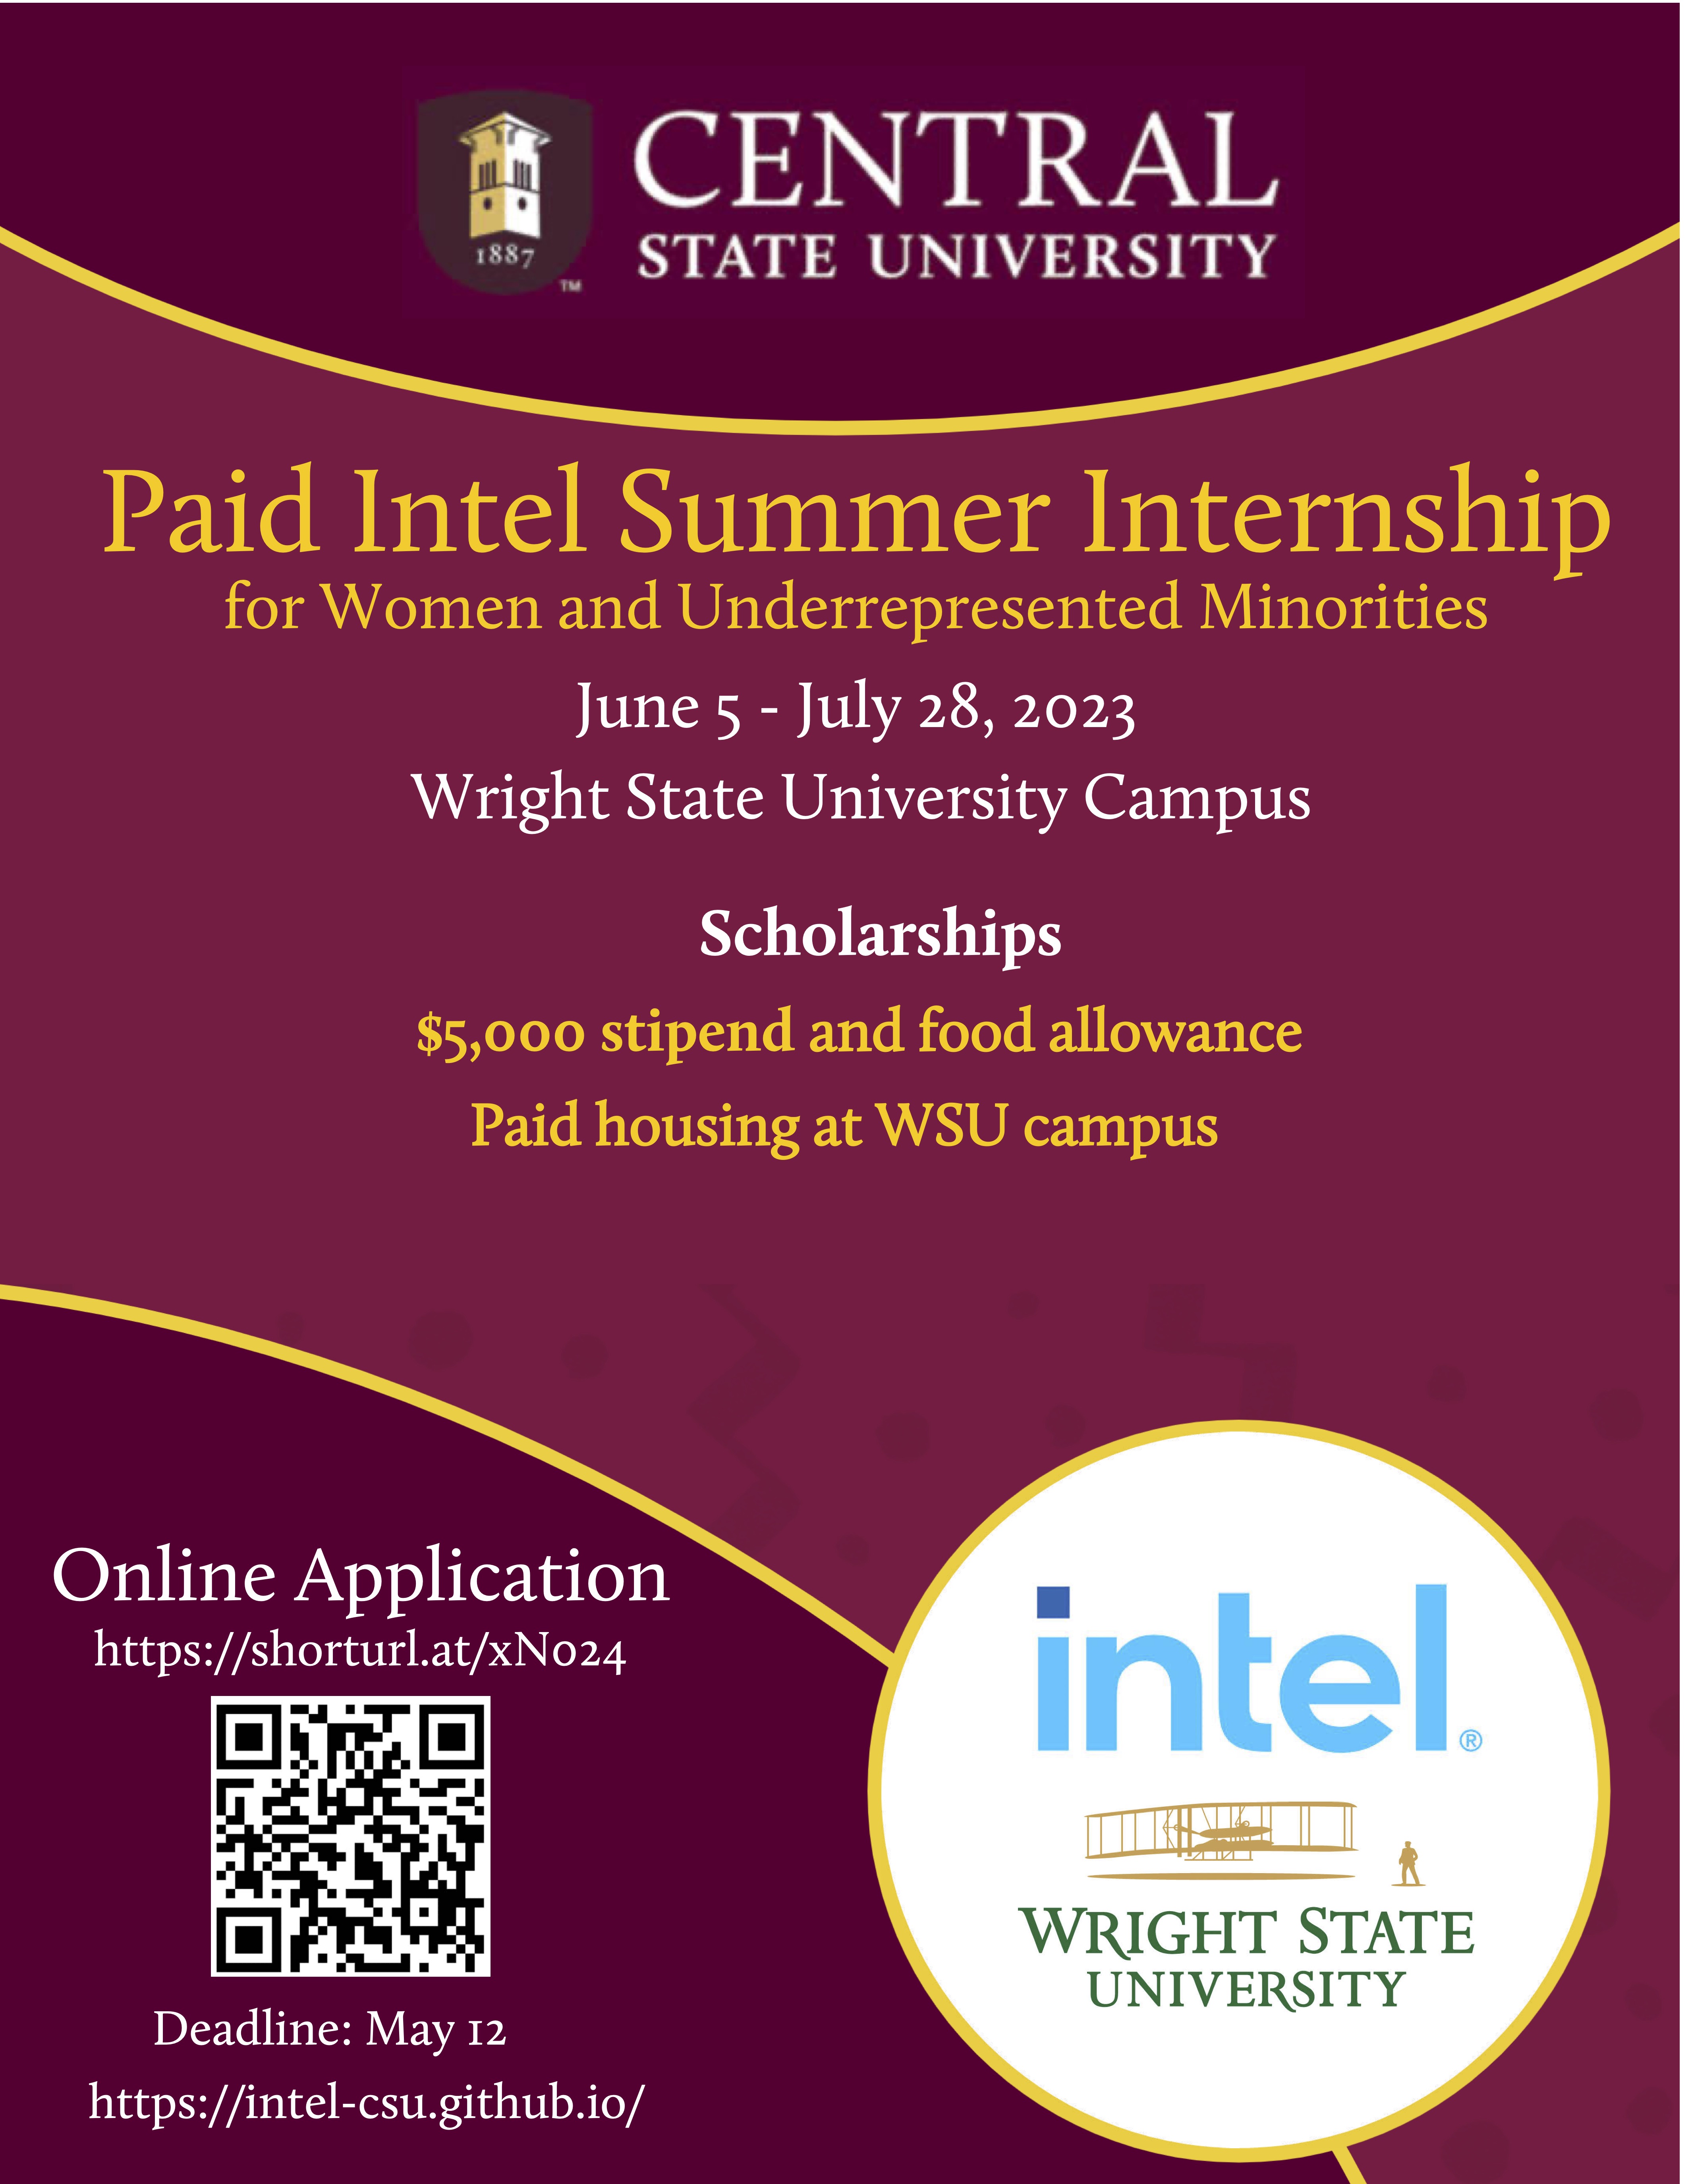 CENTRAL
STATE UNIVERSITY
1887
TM
Paid Intel Summer Internship
for Women and Underrepresented Minorities
June 5 - July 28, 2023
Wright State University Campus
Scholarships
$5,000 stipend and food allowance
Paid housing at WSU campus
Online Application
https://shorturl.at/xN024
Deadline: May 12
https://intel-csu.github.io/
intel®
WRIGHT STATE
UNIVERSITY